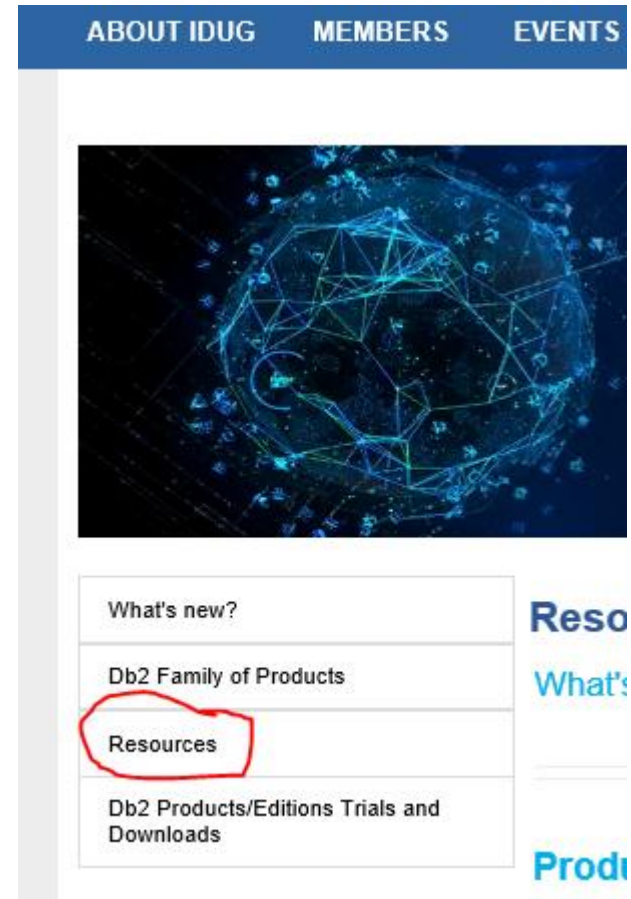 ABOUT IDUG MEMBERS EVENTS
What's new?
Db2 Family of Products
Resources
Db2 Products/Editions Trials and
Downloads
Reso
What's
Produ